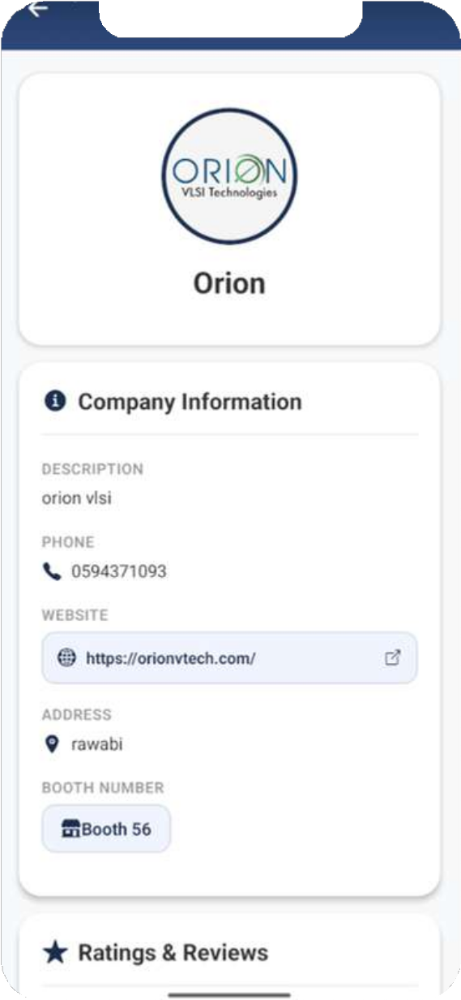 ORION
VLSI Technologies
Orion
Company Information
DESCRIPTION
orion vlsi
PHONE
0594371093
WEBSITE
https://orionvtech.com/
ADDRESS
rawabi
BOOTH NUMBER
Booth 56
Ratings & Reviews